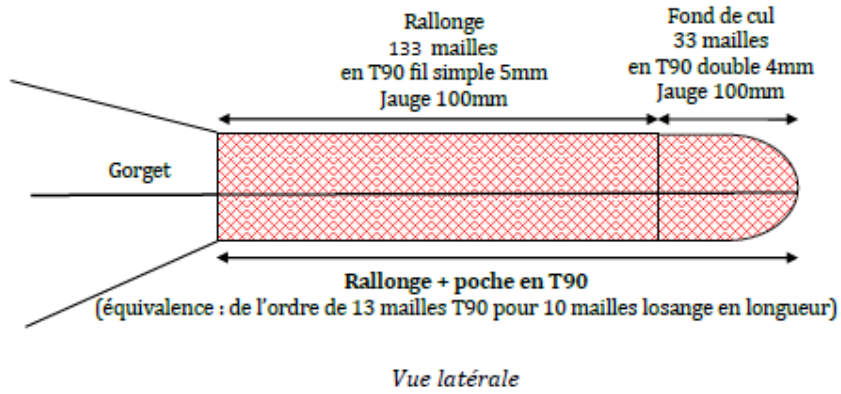 Rallonge
133 mailles
en T90 fil simple 5mm
Jauge 100mm
Fond de cul
33 mailles
en T90 double 4mm
Jauge 100mm
Gorget
Rallonge + poche en T90
(équivalence : de l'ordre de 13 mailles T90 pour 10 mailles losange en longueur)
Vue latérale